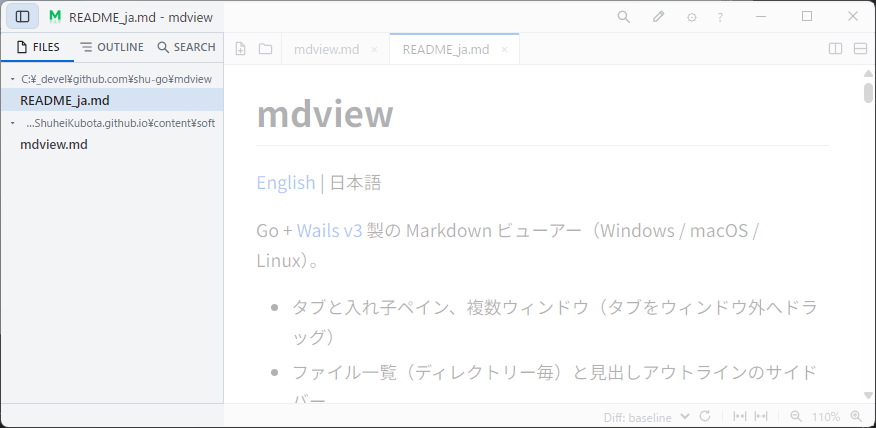 README_ja.md - mdview
?
FILES OUTLINE SEARCH
mdview.md × README_ja.md ×
C:¥_devel¥github.com¥shu-go¥mdview
README_ja.md
...ShuheiKubota.github.io¥content¥soft
mdview.md
mdview
English | 日本語
Go + Wails v3 製の Markdown ビューアー（Windows / macOS /
Linux）。
タブと入れ子ペイン、複数ウィンドウ（タブをウィンドウ外へドラ
ッグ）
ファイル一覧（ディレクトリー毎）と見出しアウトラインのサイド
バー
Diff: baseline 110%